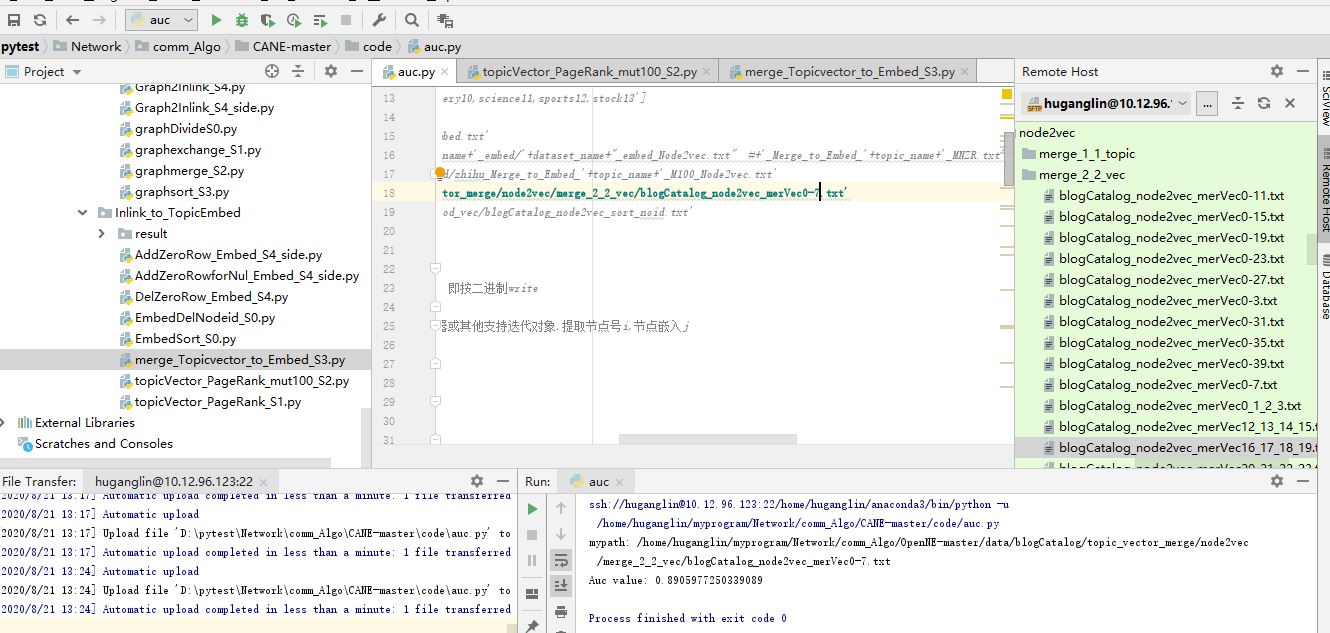 auc
pytest Network comm_Algo CANE-master code auc.py
Project
Graph2Inlink_S4.py
Graph2Inlink_S4_side.py
graphDivideS0.py
graphexchange_S1.py
graphmerge_S2.py
graphsort_S3.py
Inlink_to_TopicEmbed
result
AddZeroRow_Embed_S4_side.py
AddZeroRowforNul_Embed_S4_side.py
DelZeroRow_Embed_S4.py
EmbedDelNodeid_S0.py
EmbedSort_S0.py
merge_Topicvector_to_Embed_S3.py
topicVector_PageRank_mut100_S2.py
topicVector_PageRank_S1.py
External Libraries
Scratches and Consoles
auc.py topicVector_PageRank_mut100_S2.py merge_Topicvector_to_Embed_S3.py
13 ery10,science11,sports12,stock13']
14
15 bed.txt'
16 name+'_embed/'+dataset_name+"_embed_Node2vec.txt" #+'_Merge_to_Embed_'+topic_name+'_MNZR.txt'
17 d/zhihu_Merge_to_Embed_'+topic_name+'_M100_Node2vec.txt'
18 tor_merge/node2vec/merge_2_2_vec/blogCatalog_node2vec_merVec0-7.txt'
19 od_vec/blogCatalog_node2vec_sort_noid.txt'
20
21
22
23 即按二进制write
24
25 器或其他支持迭代对象,提取节点号i,节点嵌入j
26
27
28
29
30
31
Remote Host
huganglin@10.12.96. ...
node2vec
merge_1_1_topic
merge_2_2_vec
blogCatalog_node2vec_merVec0-11.txt
blogCatalog_node2vec_merVec0-15.txt
blogCatalog_node2vec_merVec0-19.txt
blogCatalog_node2vec_merVec0-23.txt
blogCatalog_node2vec_merVec0-27.txt
blogCatalog_node2vec_merVec0-3.txt
blogCatalog_node2vec_merVec0-31.txt
blogCatalog_node2vec_merVec0-35.txt
blogCatalog_node2vec_merVec0-39.txt
blogCatalog_node2vec_merVec0-7.txt
blogCatalog_node2vec_merVec0_1_2_3.txt
blogCatalog_node2vec_merVec12_13_14_15.t
blogCatalog_node2vec_merVec16_17_18_19.t
SciView
Remote Host
Database
File Transfer: huganglin@10.12.96.123:22
2020/8/21 13:17] Automatic upload completed in less than a minute: 1 file transferred
2020/8/21 13:17] Automatic upload
2020/8/21 13:17] Upload file 'D:\pytest\Network\comm_Algo\CANE-master\code\auc.py' to
2020/8/21 13:17] Automatic upload completed in less than a minute: 1 file transferred
2020/8/21 13:24] Automatic upload
2020/8/21 13:24] Upload file 'D:\pytest\Network\comm_Algo\CANE-master\code\auc.py' to
2020/8/21 13:24] Automatic upload completed in less than a minute: 1 file transferred
Run: auc
ssh://huganglin@10.12.96.123:22/home/huganglin/anaconda3/bin/python -u
/home/huganglin/myprogram/Network/comm_Algo/CANE-master/code/auc.py
mypath: /home/huganglin/myprogram/Network/comm_Algo/OpenNE-master/data/blogCatalog/topic_vector_merge/node2vec
/merge_2_2_vec/blogCatalog_node2vec_merVec0-7.txt
Auc value: 0.8905977250339089
Process finished with exit code 0